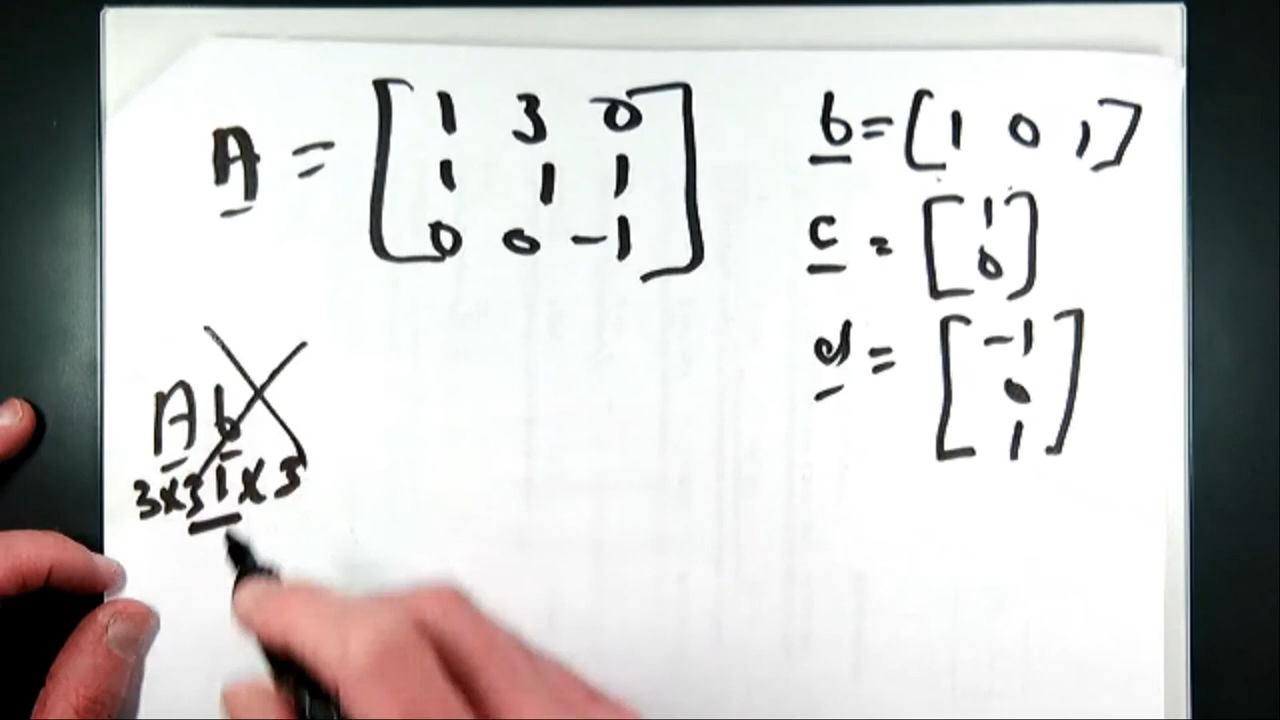 A = [ 1 3 0
1 1 1
0 0 -1 ]
b = [ 1 0 1 ]
c = [ 1
0 ]
d = [ -1
0
1 ]
A b
3x3 1x3